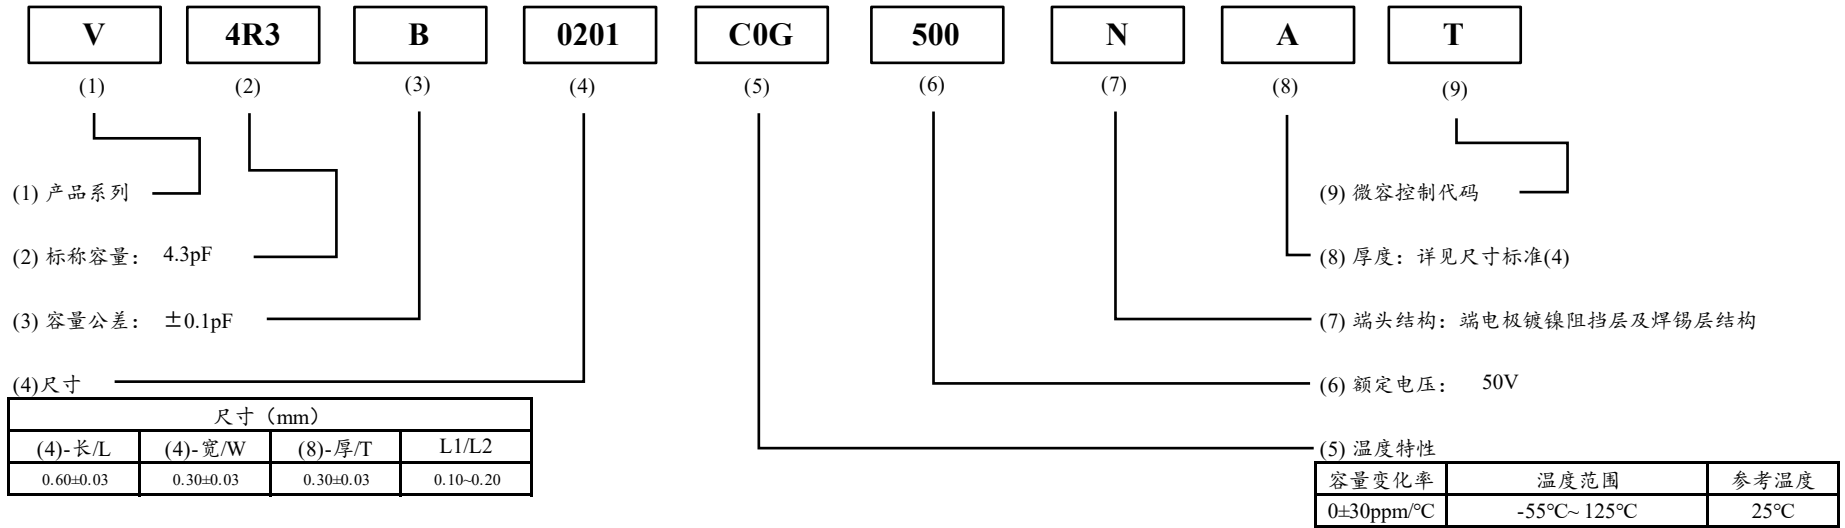 V 4R3 B 0201 C0G 500 N A T
(1) (2) (3) (4) (5) (6) (7) (8) (9)
(1) 产品系列
(2) 标称容量： 4.3pF
(3) 容量公差： ±0.1pF
(4)尺寸
尺寸（mm）
(4)-长/L (4)-宽/W (8)-厚/T L1/L2
0.60±0.03 0.30±0.03 0.30±0.03 0.10~0.20
(9) 微容控制代码
(8) 厚度：详见尺寸标准(4)
(7) 端头结构：端电极镀镍阻挡层及焊锡层结构
(6) 额定电压： 50V
(5) 温度特性
容量变化率 温度范围 参考温度
0±30ppm/℃ -55℃~ 125℃ 25℃